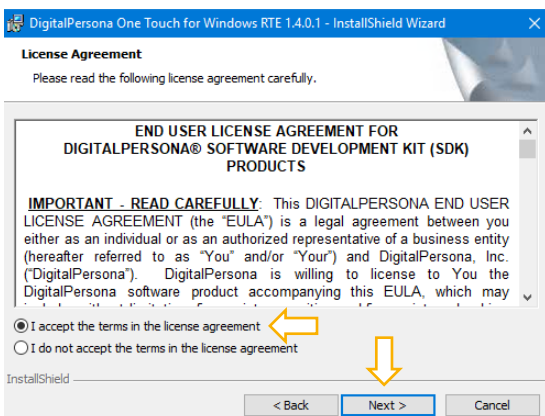 DigitalPersona One Touch for Windows RTE 1.4.0.1 - InstallShield Wizard
License Agreement
Please read the following license agreement carefully.
END USER LICENSE AGREEMENT FOR
DIGITALPERSONA® SOFTWARE DEVELOPMENT KIT (SDK)
PRODUCTS
IMPORTANT - READ CAREFULLY: This DIGITALPERSONA END USER
LICENSE AGREEMENT (the “EULA”) is a legal agreement between you
either as an individual or as an authorized representative of a business entity
(hereafter referred to as “You” and/or “Your”) and DigitalPersona, Inc.
(“DigitalPersona”). DigitalPersona is willing to license to You the
DigitalPersona software product accompanying this EULA, which may
I accept the terms in the license agreement
I do not accept the terms in the license agreement
InstallShield
< Back Next > Cancel